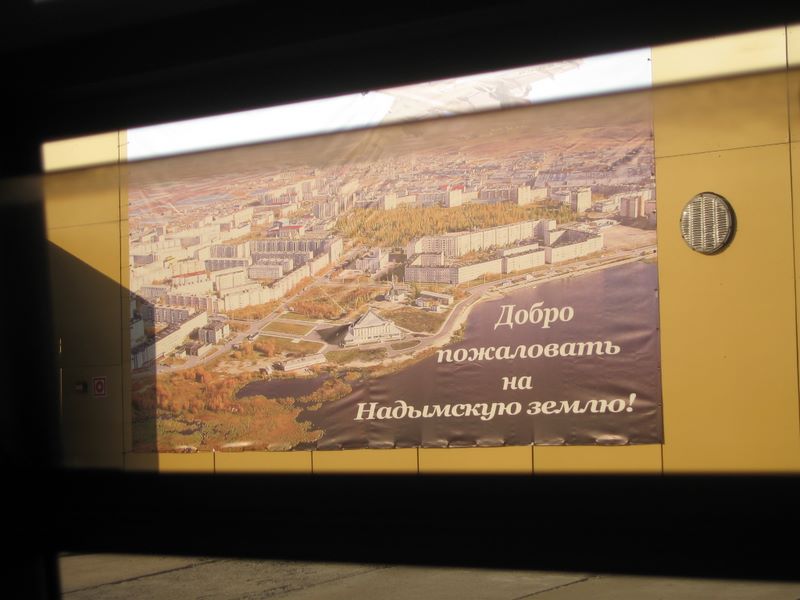 Добро
пожаловать
на
Надымскую землю!